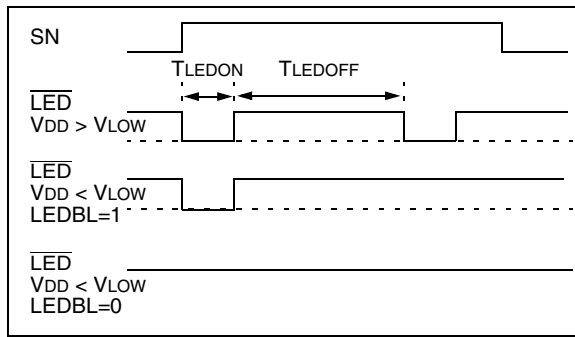 SN
TLEDON TLEDOFF
LED
VDD > VLOW
LED
VDD < VLOW
LEDBL=1
LED
VDD < VLOW
LEDBL=0